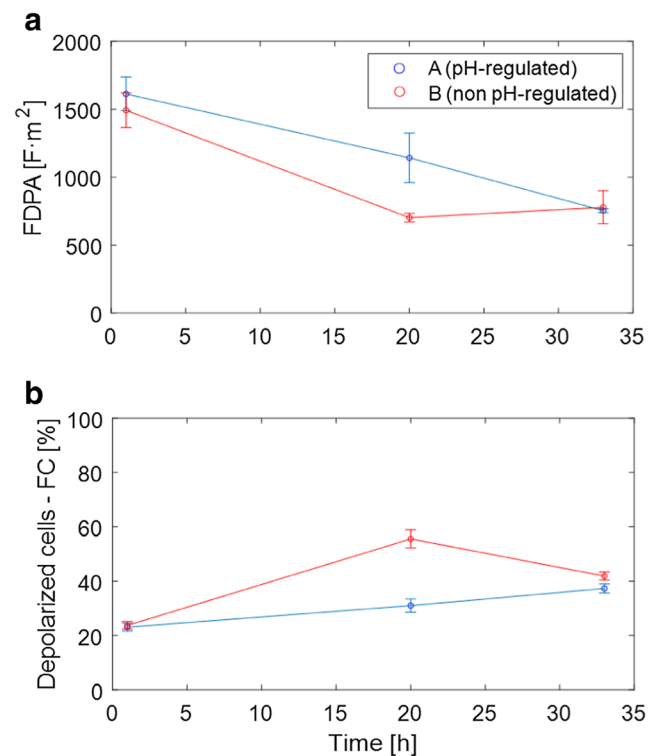 a
2000
1500
1000
500
0
FDPA [F·m²]
A (pH-regulated)
B (non pH-regulated)
0 5 10 15 20 25 30 35
b
100
80
60
40
20
0
Depolarized cells - FC [%]
0 5 10 15 20 25 30 35
Time [h]